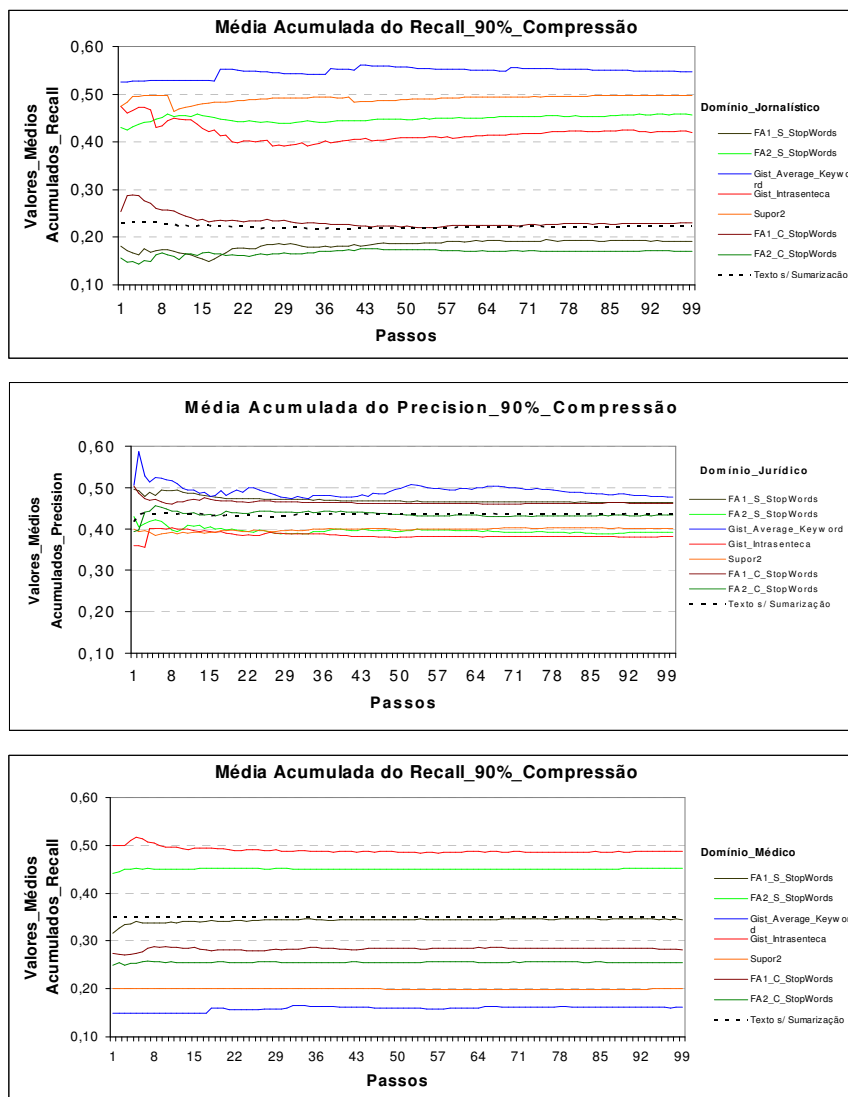 Média Acumulada do Recall_90%_Compressão
Valores_Médios
Acumulados_Recall
0,60
0,50
0,40
0,30
0,20
0,10
1 8 15 22 29 36 43 50 57 64 71 78 85 92 99
Passos
Domínio_Jornalístico
FA1_S_StopWords
FA2_S_StopWords
Gist_Average_Keywo
rd
Gist_Intrasenteca
Supor2
FA1_C_StopWords
FA2_C_StopWords
Texto s/ Sumarização
Média Acumulada do Precision_90%_Compressão
Valores_Médios
Acumulados_Precision
0,60
0,50
0,40
0,30
0,20
0,10
1 8 15 22 29 36 43 50 57 64 71 78 85 92 99
Passos
Domínio_Jurídico
FA1_S_StopWords
FA2_S_StopWords
Gist_Average_Keyword
Gist_Intrasenteca
Supor2
FA1_C_StopWords
FA2_C_StopWords
Texto s/ Sumarização
Média Acumulada do Recall_90%_Compressão
Valores_Médios
Acumulados_Recall
0,60
0,50
0,40
0,30
0,20
0,10
1 8 15 22 29 36 43 50 57 64 71 78 85 92 99
Passos
Domínio_Médico
FA1_S_StopWords
FA2_S_StopWords
Gist_Average_Keywo
rd
Gist_Intrasenteca
Supor2
FA1_C_StopWords
FA2_C_StopWords
Texto s/ Sumarização